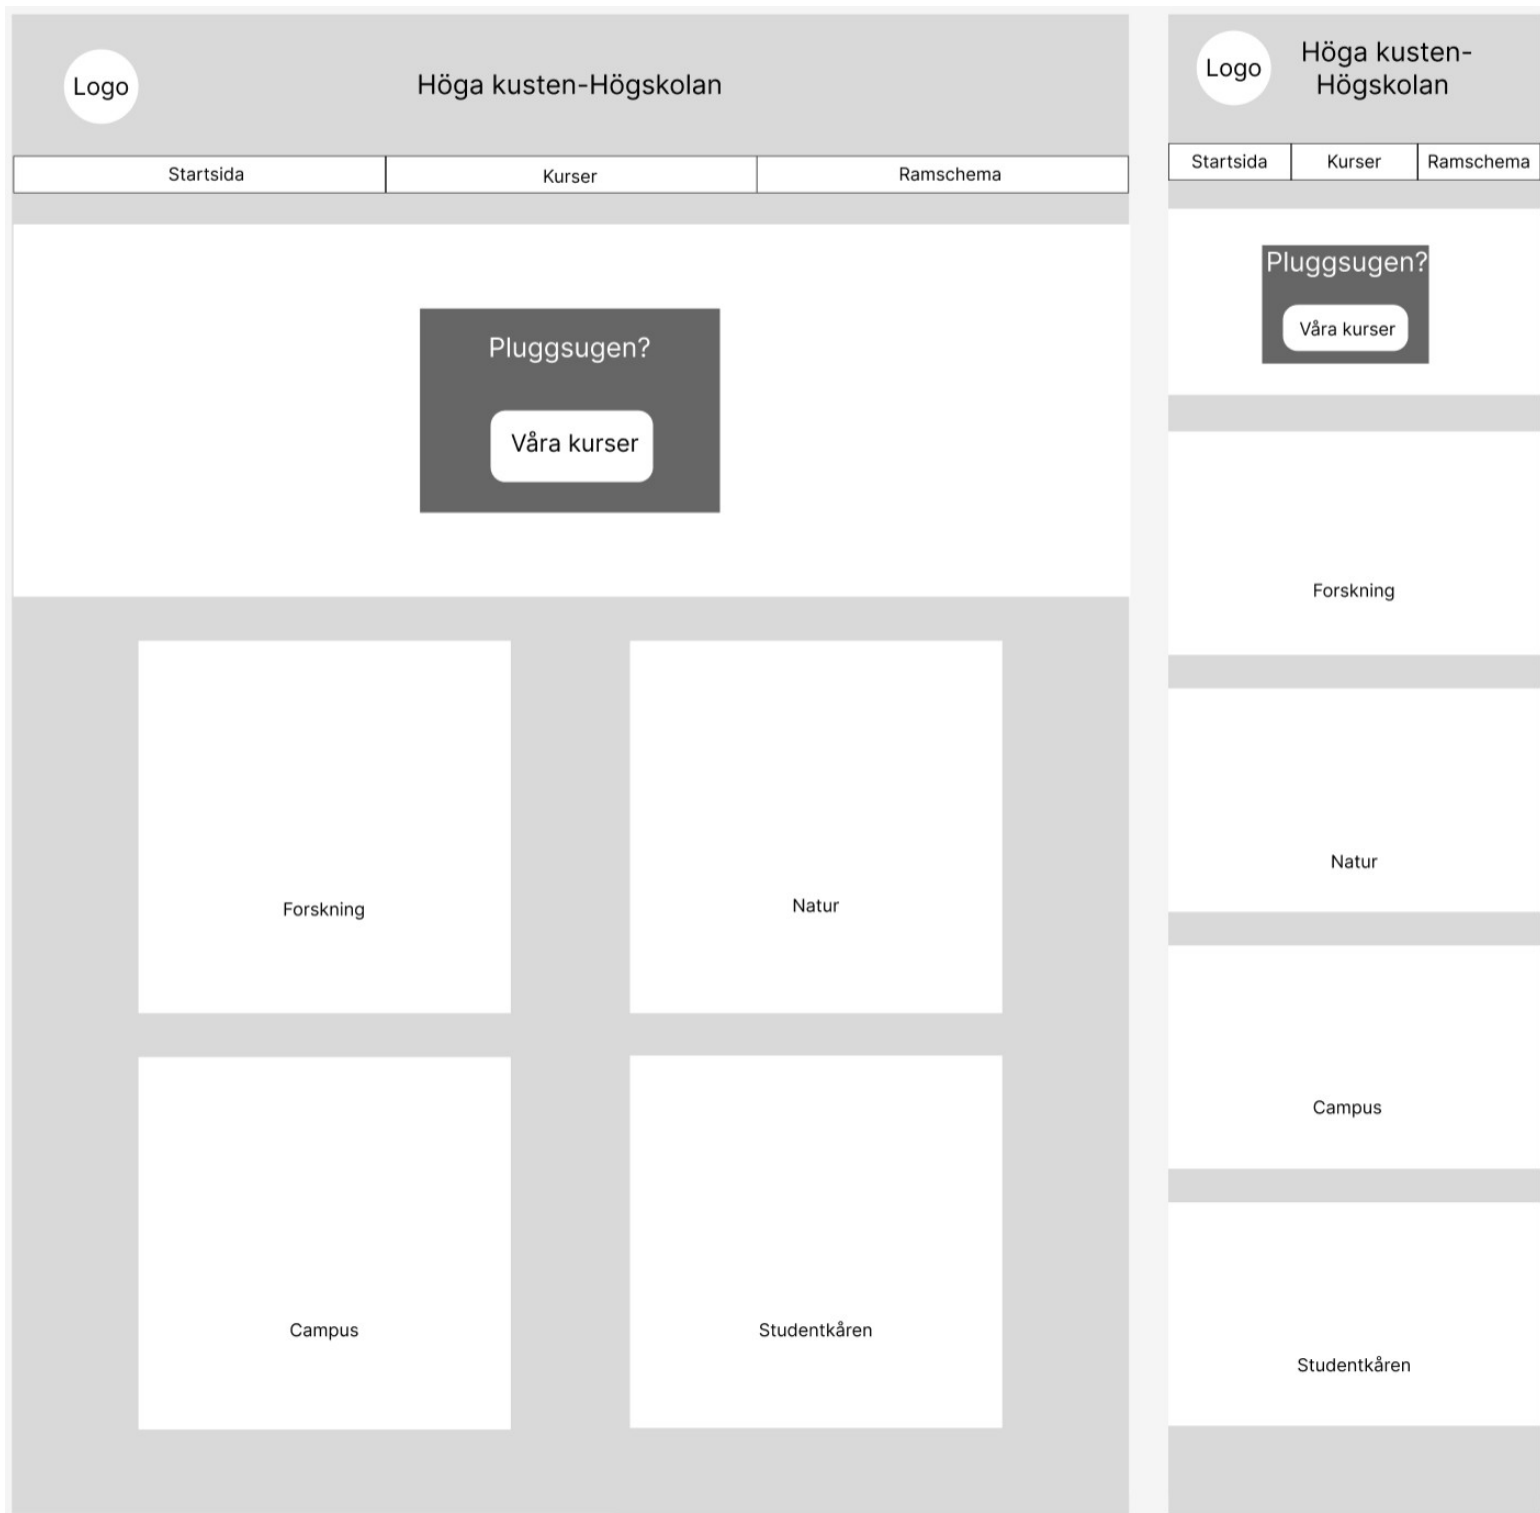 Logo
Höga kusten-Högskolan
Startsida
Kurser
Ramschema
Pluggsugen?
Våra kurser
Forskning
Natur
Campus
Studentkåren
Logo
Höga kusten-
Högskolan
Startsida
Kurser
Ramschema
Pluggsugen?
Våra kurser
Forskning
Natur
Campus
Studentkåren